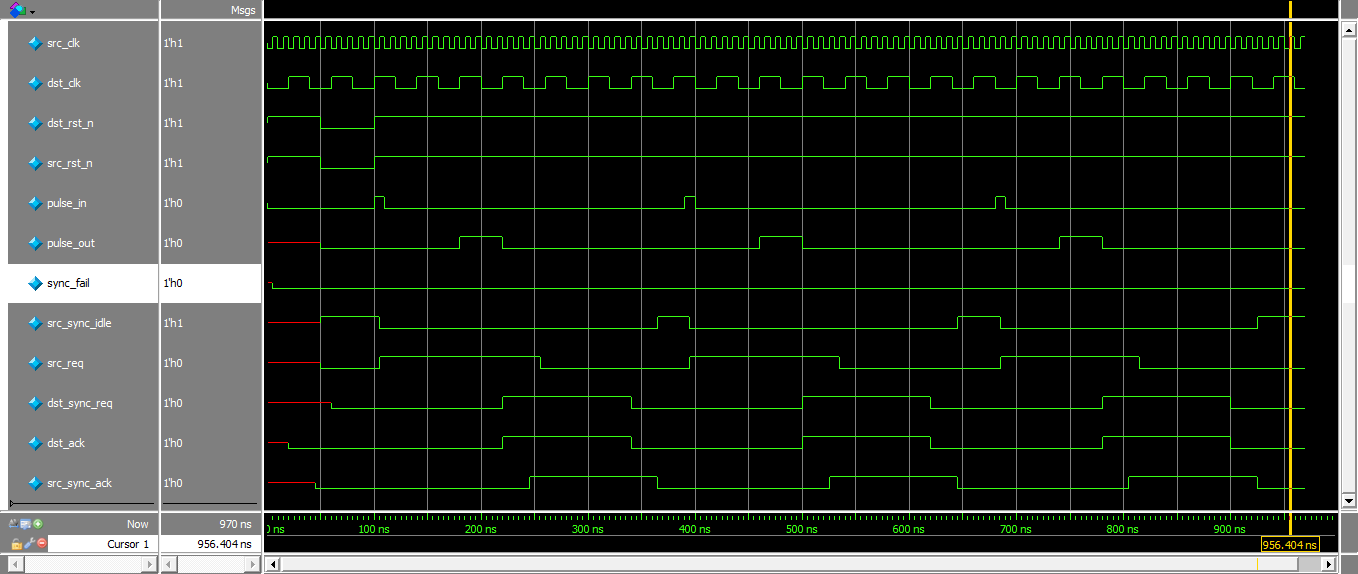 Msgs
src_clk 1'h1
dst_clk 1'h1
dst_rst_n 1'h1
src_rst_n 1'h1
pulse_in 1'h0
pulse_out 1'h0
sync_fail 1'h0
src_sync_idle 1'h1
src_req 1'h0
dst_sync_req 1'h0
dst_ack 1'h0
src_sync_ack 1'h0
Now 970 ns ns 100 ns 200 ns 300 ns 400 ns 500 ns 600 ns 700 ns 800 ns 900 ns
Cursor 1 956.404 ns 956.404 ns